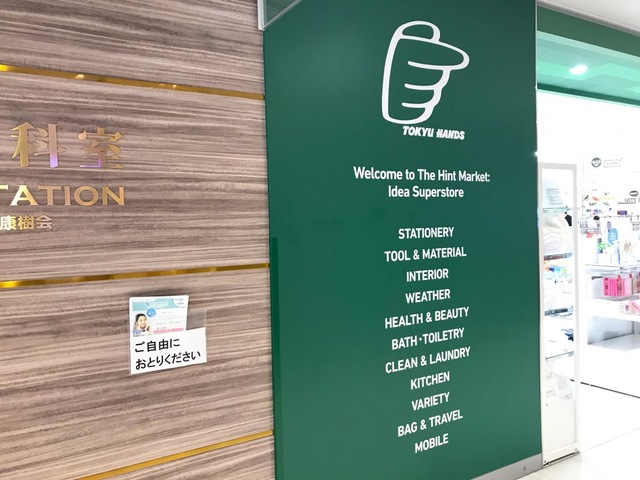 科室
TATION
康樹会
ご自由に
おとりください
TOKYU HANDS
Welcome to The Hint Market:
Idea Superstore
STATIONERY
TOOL & MATERIAL
INTERIOR
WEATHER
HEALTH & BEAUTY
BATH・TOILETRY
CLEAN & LAUNDRY
KITCHEN
VARIETY
BAG & TRAVEL
MOBILE